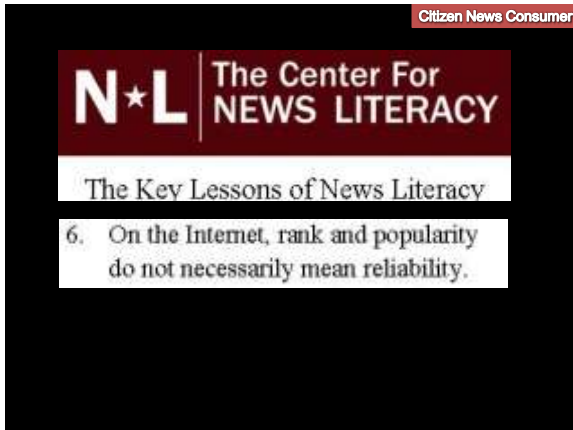 Citizen News Consumer
N★L
The Center For
NEWS LITERACY
The Key Lessons of News Literacy
6. On the Internet, rank and popularity
do not necessarily mean reliability.